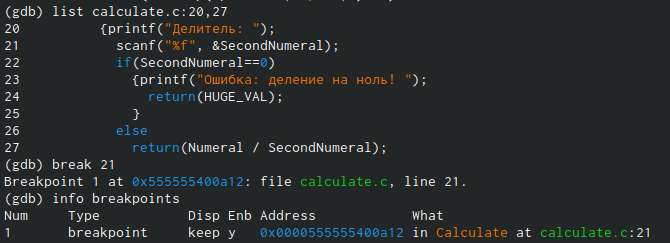 (gdb) list calculate.c:20,27
20          {printf("Делитель: ");
21            scanf("%f", &SecondNumeral);
22            if(SecondNumeral==0)
23              {printf("Ошибка: деление на ноль! ");
24                return(HUGE_VAL);
25              }
26            else
27              return(Numeral / SecondNumeral);
(gdb) break 21
Breakpoint 1 at 0x555555400a12: file calculate.c, line 21.
(gdb) info breakpoints
Num     Type           Disp Enb Address            What
1       breakpoint     keep y   0x0000555555400a12 in Calculate at calculate.c:21